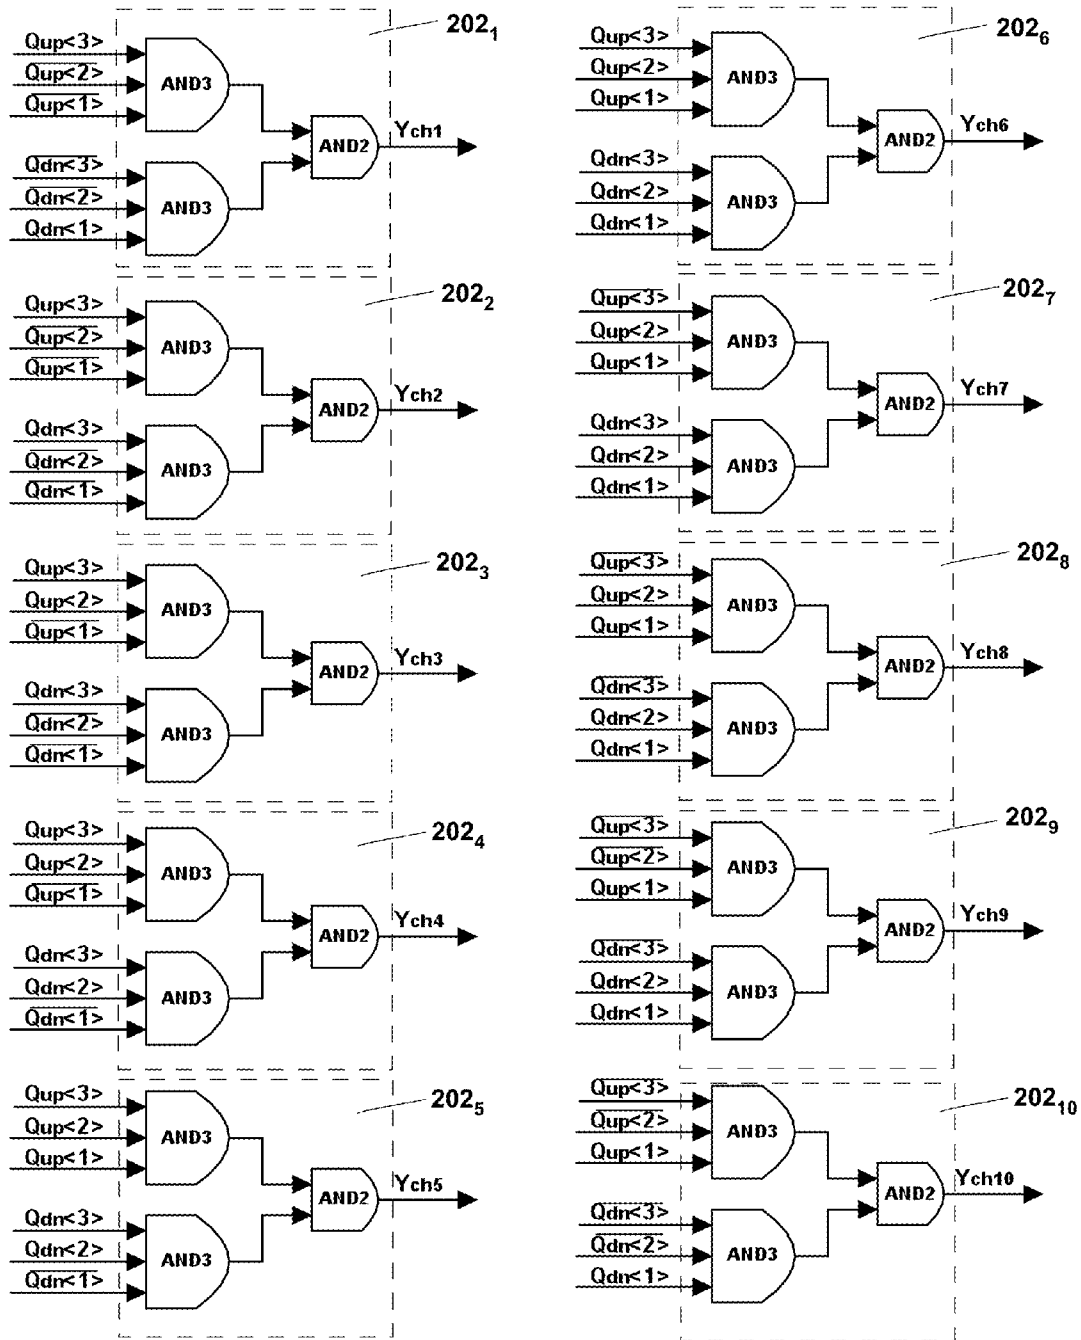 Qup<3>
Qup<2>
Qup<1>
AND3
Qdn<3>
Qdn<2>
Qdn<1>
AND3
AND2
Ych1
202₁
Qup<3>
Qup<2>
Qup<1>
AND3
Qdn<3>
Qdn<2>
Qdn<1>
AND3
AND2
Ych2
202₂
Qup<3>
Qup<2>
Qup<1>
AND3
Qdn<3>
Qdn<2>
Qdn<1>
AND3
AND2
Ych3
202₃
Qup<3>
Qup<2>
Qup<1>
AND3
Qdn<3>
Qdn<2>
Qdn<1>
AND3
AND2
Ych4
202₄
Qup<3>
Qup<2>
Qup<1>
AND3
Qdn<3>
Qdn<2>
Qdn<1>
AND3
AND2
Ych5
202₅
Qup<3>
Qup<2>
Qup<1>
AND3
Qdn<3>
Qdn<2>
Qdn<1>
AND3
AND2
Ych6
202₆
Qup<3>
Qup<2>
Qup<1>
AND3
Qdn<3>
Qdn<2>
Qdn<1>
AND3
AND2
Ych7
202₇
Qup<3>
Qup<2>
Qup<1>
AND3
Qdn<3>
Qdn<2>
Qdn<1>
AND3
AND2
Ych8
202₈
Qup<3>
Qup<2>
Qup<1>
AND3
Qdn<3>
Qdn<2>
Qdn<1>
AND3
AND2
Ych9
202₉
Qup<3>
Qup<2>
Qup<1>
AND3
Qdn<3>
Qdn<2>
Qdn<1>
AND3
AND2
Ych10
202₁₀